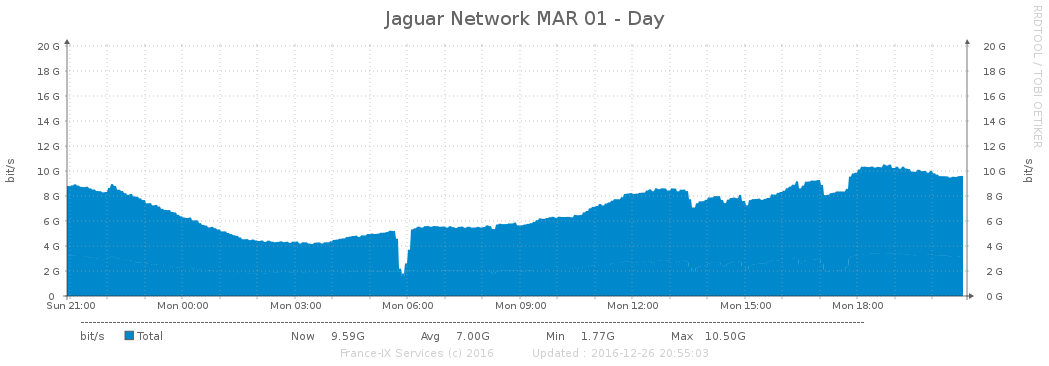 Jaguar Network MAR 01 - Day
RRDTOOL / TOBI OETIKER
20 G 20 G
18 G 18 G
16 G 16 G
14 G 14 G
12 G 12 G
10 G 10 G
8 G 8 G
6 G 6 G
4 G 4 G
2 G 2 G
0 0 G
bit/s bit/s
Sun 21:00 Mon 00:00 Mon 03:00 Mon 06:00 Mon 09:00 Mon 12:00 Mon 15:00 Mon 18:00
bit/s Total Now 9.59G Avg 7.00G Min 1.77G Max 10.50G
France-IX Services (c) 2016 Updated : 2016-12-26 20:55:03